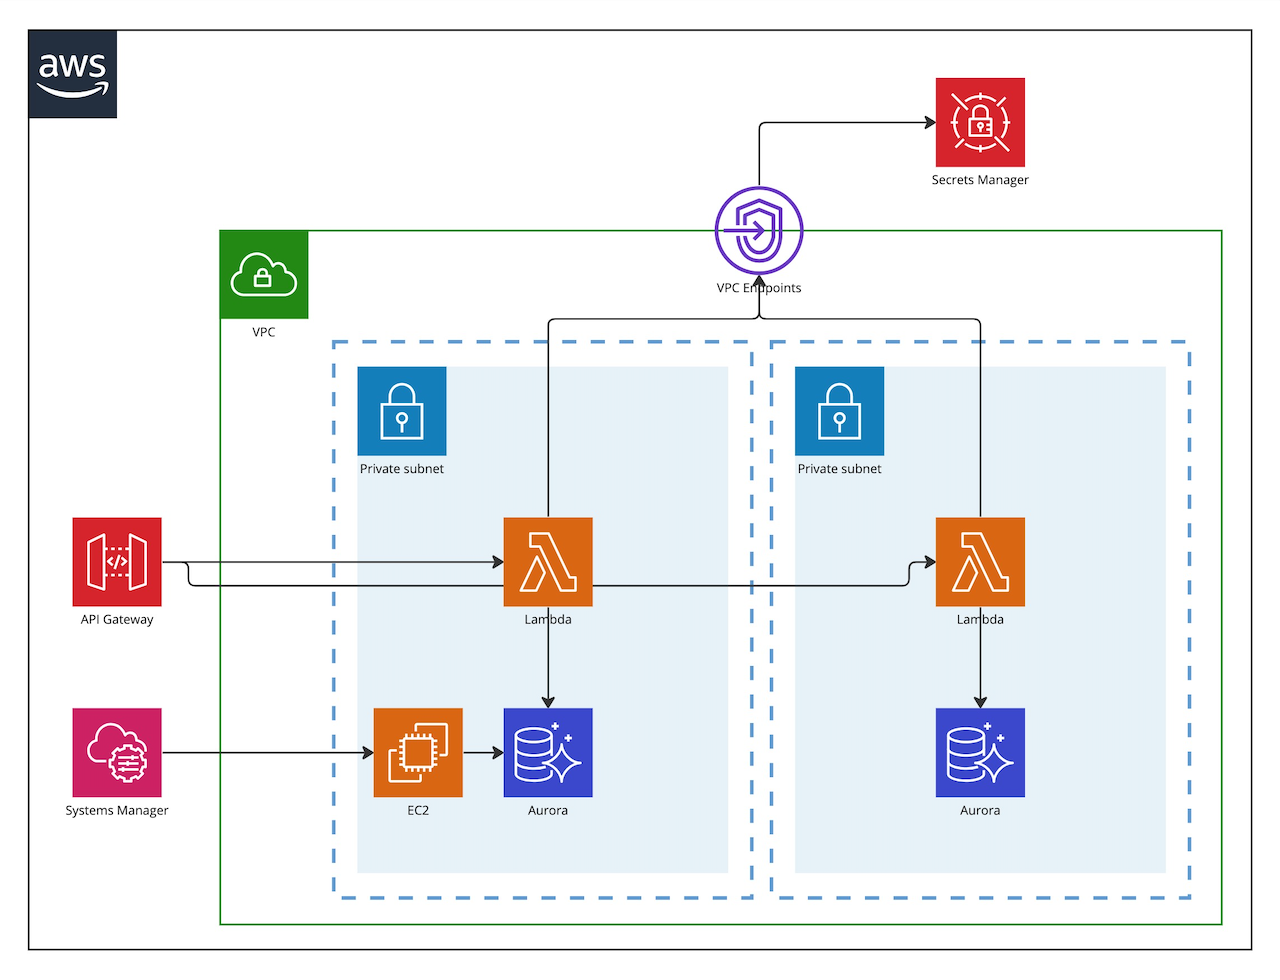 aws
Secrets Manager
VPC Endpoints
VPC
Private subnet
Private subnet
</>
API Gateway
Lambda
Lambda
Systems Manager
EC2
Aurora
Aurora